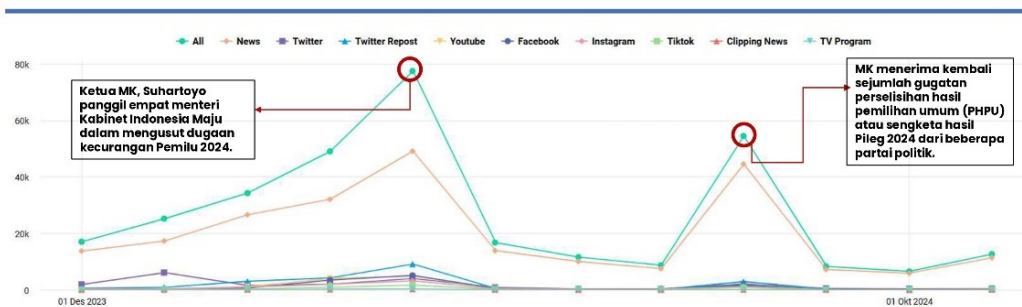 All News Twitter Twitter Repost Youtube Facebook Instagram Tiktok Clipping News TV Program
80k
60k
40k
20k
0
Ketua MK, Suhartoyo
panggil empat menteri
Kabinet Indonesia Maju
dalam mengusut dugaan
kecurangan Pemilu 2024.
MK menerima kembali
sejumlah gugatan
perselisihan hasil
pemilihan umum (PHPU)
atau sengketa hasil
Pileg 2024 dari beberapa
partai politik.
01 Des 2023
01 Okt 2024